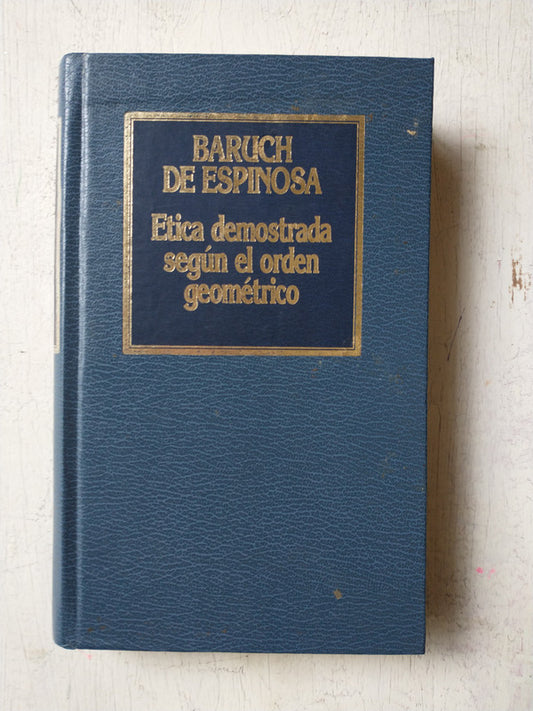 BARUCH
DE ESPINOSA
Etica demostrada
según el orden
geométrico